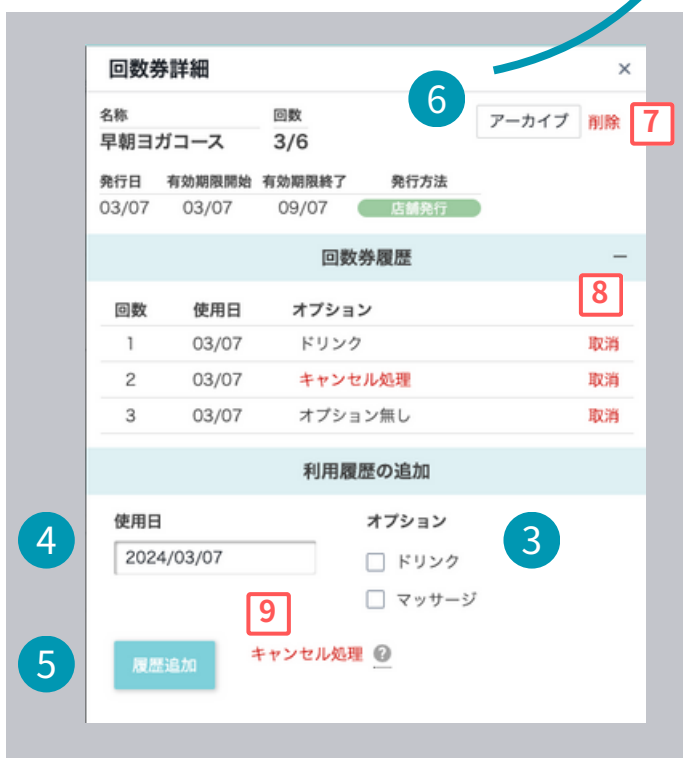 回数券詳細 ×
6
名称 回数
アーカイブ 削除 7
早朝ヨガコース 3/6
発行日 有効期限開始 有効期限終了 発行方法
03/07 03/07 09/07 店舗発行
回数券履歴 −
8
回数 使用日 オプション
1 03/07 ドリンク 取消
2 03/07 キャンセル処理 取消
3 03/07 オプション無し 取消
利用履歴の追加
使用日 オプション
4 3
2024/03/07 ドリンク
マッサージ
9
5 履歴追加 キャンセル処理 ?